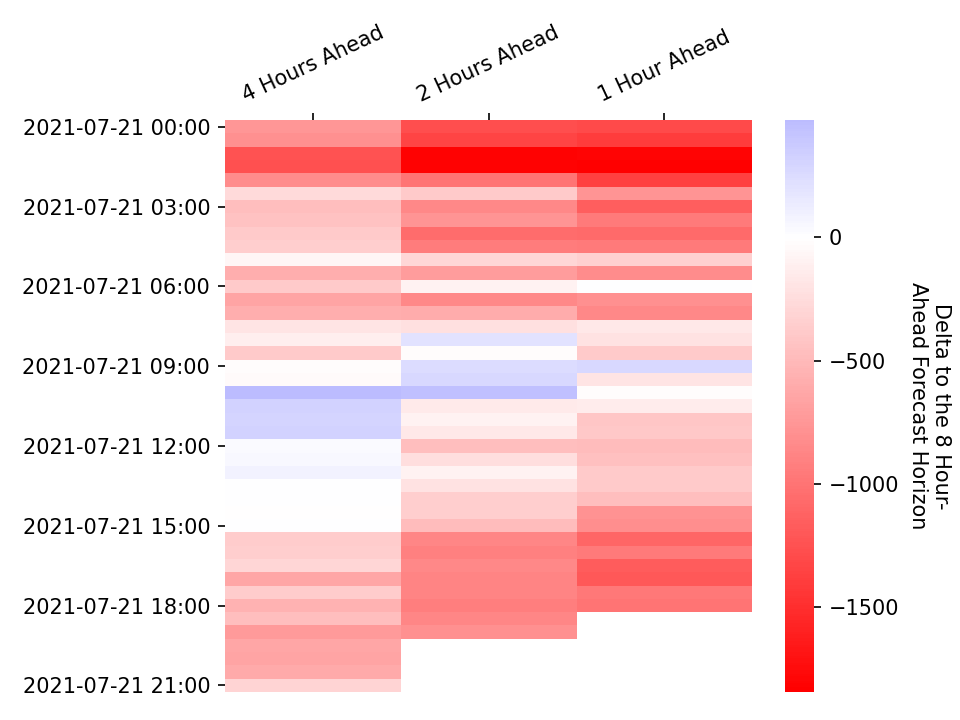 4 Hours Ahead
2 Hours Ahead
1 Hour Ahead
2021-07-21 00:00
2021-07-21 03:00
2021-07-21 06:00
2021-07-21 09:00
2021-07-21 12:00
2021-07-21 15:00
2021-07-21 18:00
2021-07-21 21:00
0
−500
−1000
−1500
Delta to the 8 Hour-
Ahead Forecast Horizon